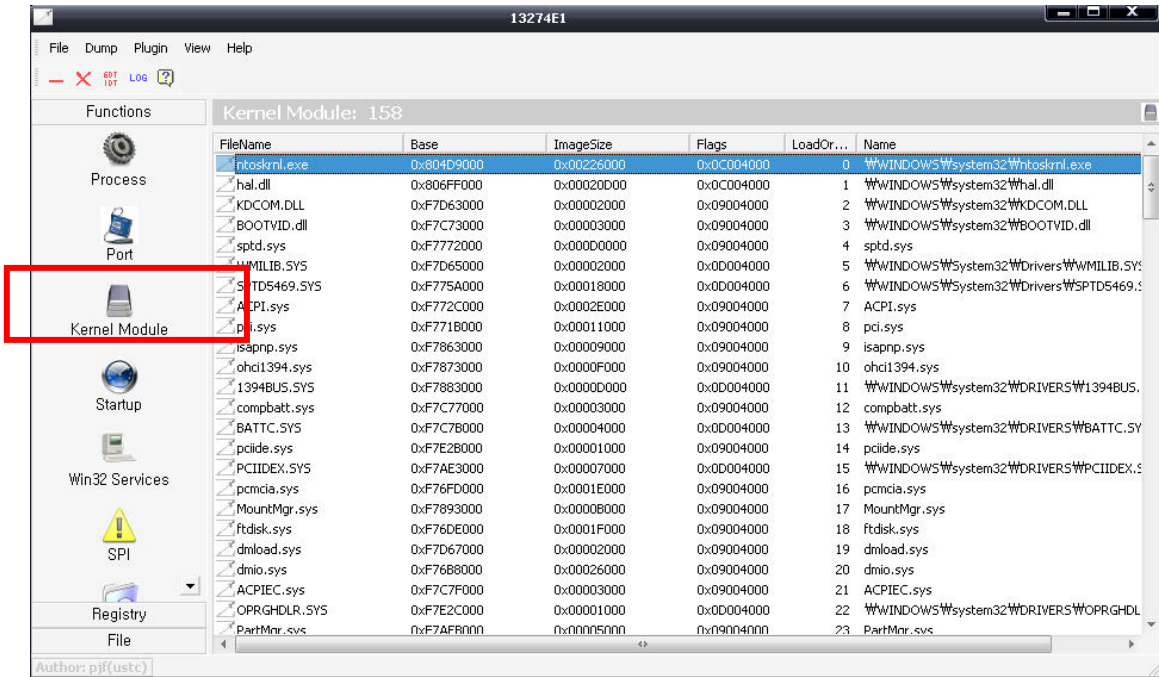 13274E1
File Dump Plugin View Help
GDT IDT LOG
Functions
Kernel Module: 158
Process
Port
Kernel Module
Startup
Win32 Services
SPI
Registry
File
FileName Base ImageSize Flags LoadOr... Name
ntoskrnl.exe 0x804D9000 0x00226000 0x0C004000 0 ₩WINDOWS₩system32₩ntoskrnl.exe
hal.dll 0x806FF000 0x00020D00 0x0C004000 1 ₩WINDOWS₩system32₩hal.dll
KDCOM.DLL 0xF7D63000 0x00002000 0x09004000 2 ₩WINDOWS₩system32₩KDCOM.DLL
BOOTVID.dll 0xF7C73000 0x00003000 0x09004000 3 ₩WINDOWS₩system32₩BOOTVID.dll
sptd.sys 0xF7772000 0x000D0000 0x09004000 4 sptd.sys
WMILIB.SYS 0xF7D65000 0x00002000 0x0D004000 5 ₩WINDOWS₩System32₩Drivers₩WMILIB.SYS
SPTD5469.SYS 0xF775A000 0x00018000 0x0D004000 6 ₩WINDOWS₩System32₩Drivers₩SPTD5469.S
ACPI.sys 0xF772C000 0x0002E000 0x09004000 7 ACPI.sys
pci.sys 0xF771B000 0x00011000 0x09004000 8 pci.sys
isapnp.sys 0xF7863000 0x00009000 0x09004000 9 isapnp.sys
ohci1394.sys 0xF7873000 0x0000F000 0x09004000 10 ohci1394.sys
1394BUS.SYS 0xF7883000 0x0000D000 0x0D004000 11 ₩WINDOWS₩system32₩DRIVERS₩1394BUS.
compbatt.sys 0xF7C77000 0x00003000 0x09004000 12 compbatt.sys
BATTC.SYS 0xF7C7B000 0x00004000 0x0D004000 13 ₩WINDOWS₩system32₩DRIVERS₩BATTC.SY
pciide.sys 0xF7E2B000 0x00001000 0x09004000 14 pciide.sys
PCIIDEX.SYS 0xF7AE3000 0x00007000 0x0D004000 15 ₩WINDOWS₩system32₩DRIVERS₩PCIIDEX.S
pcmcia.sys 0xF76FD000 0x0001E000 0x09004000 16 pcmcia.sys
MountMgr.sys 0xF7893000 0x0000B000 0x09004000 17 MountMgr.sys
ftdisk.sys 0xF76DE000 0x0001F000 0x09004000 18 ftdisk.sys
dmload.sys 0xF7D67000 0x00002000 0x09004000 19 dmload.sys
dmio.sys 0xF76B8000 0x00026000 0x09004000 20 dmio.sys
ACPIEC.sys 0xF7C7F000 0x00003000 0x09004000 21 ACPIEC.sys
OPRGHDLR.SYS 0xF7E2C000 0x00001000 0x0D004000 22 ₩WINDOWS₩system32₩DRIVERS₩OPRGHDL
PartMgr.sys 0xF7AEB000 0x00005000 0x09004000 23 PartMgr.sys
Author: pjf(ustc)